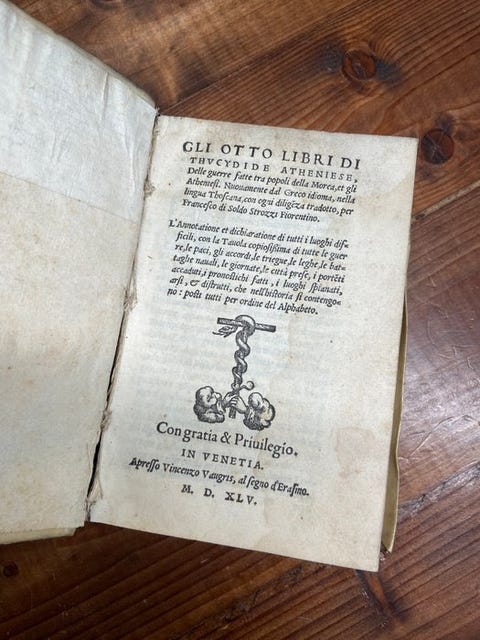 GLI OTTO LIBRI DI
THVCYDIDE ATHENIESE,
Delle guerre fatte tra popoli della Morea, et gli
Atheniesi. Nuouamente dal Greco idioma, nella
lingua Thoscana, con ogni diligēza tradotto, per
Francesco di Soldo Strozzi Fiorentino.
L'Annotatione et dichiaratione di tutti i luoghi dif-
ficili, con la Tauola copiosissima di tutte le guer
re, le paci, gli accordi, le triegue, le leghe, le bat-
taghe nauali, le giornate, le città prese, i portēti
accaduti, i pronostichi fatti, i luoghi spianati,
arsi, & distrutti, che nell'historia si contengo-
no: posti tutti per ordine del Alphabeto.
Con gratia & Priuilegio.
IN VENETIA.
Apresso Vincenzo Vaugris, al segno d'Erasmo.
M. D. XLV.